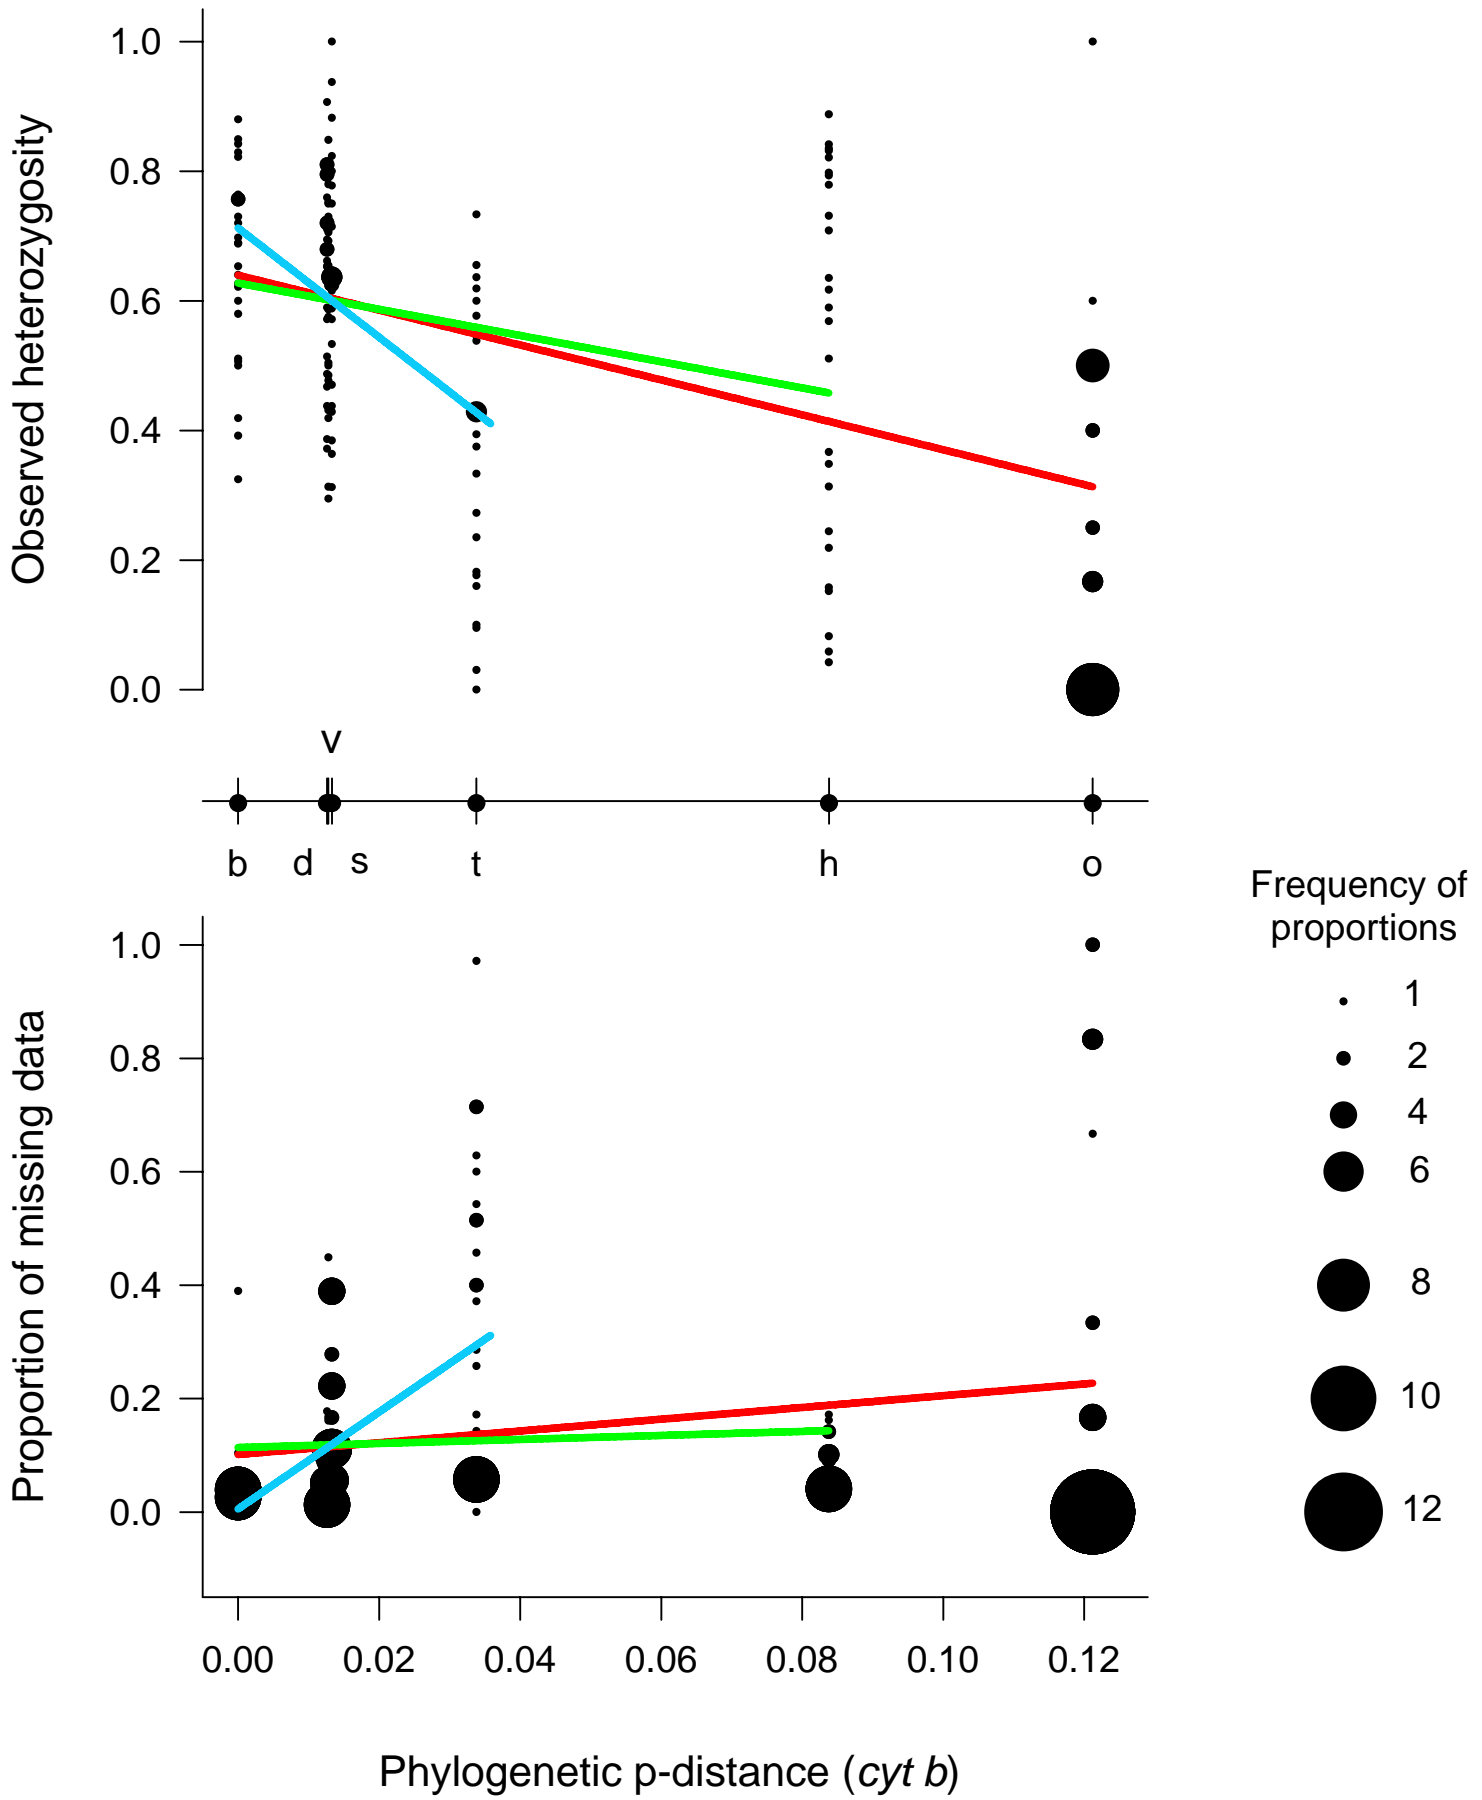 Observed heterozygosity
1.0
0.8
0.6
0.4
0.2
0.0
v
b d s t h o
Proportion of missing data
1.0
0.8
0.6
0.4
0.2
0.0
0.00 0.02 0.04 0.06 0.08 0.10 0.12
Phylogenetic p-distance (cyt b)
Frequency of
proportions
1
2
4
6
8
10
12